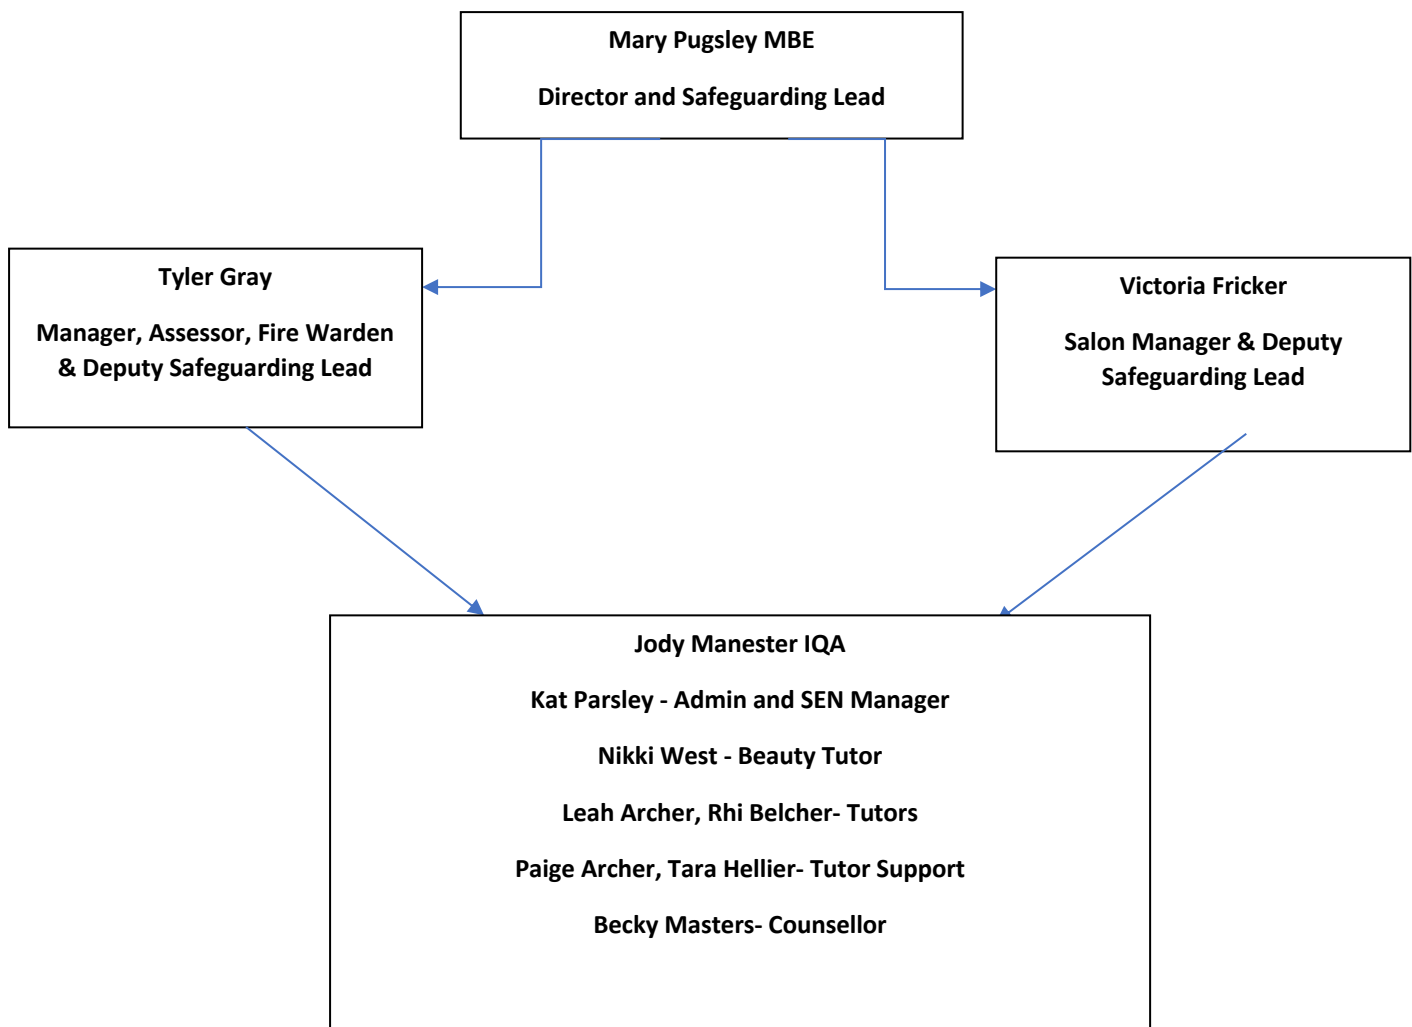 Mary Pugsley MBE
Director and Safeguarding Lead
Tyler Gray
Manager, Assessor, Fire Warden
& Deputy Safeguarding Lead
Victoria Fricker
Salon Manager & Deputy
Safeguarding Lead
Jody Manester IQA
Kat Parsley - Admin and SEN Manager
Nikki West - Beauty Tutor
Leah Archer, Rhi Belcher- Tutors
Paige Archer, Tara Hellier- Tutor Support
Becky Masters- Counsellor